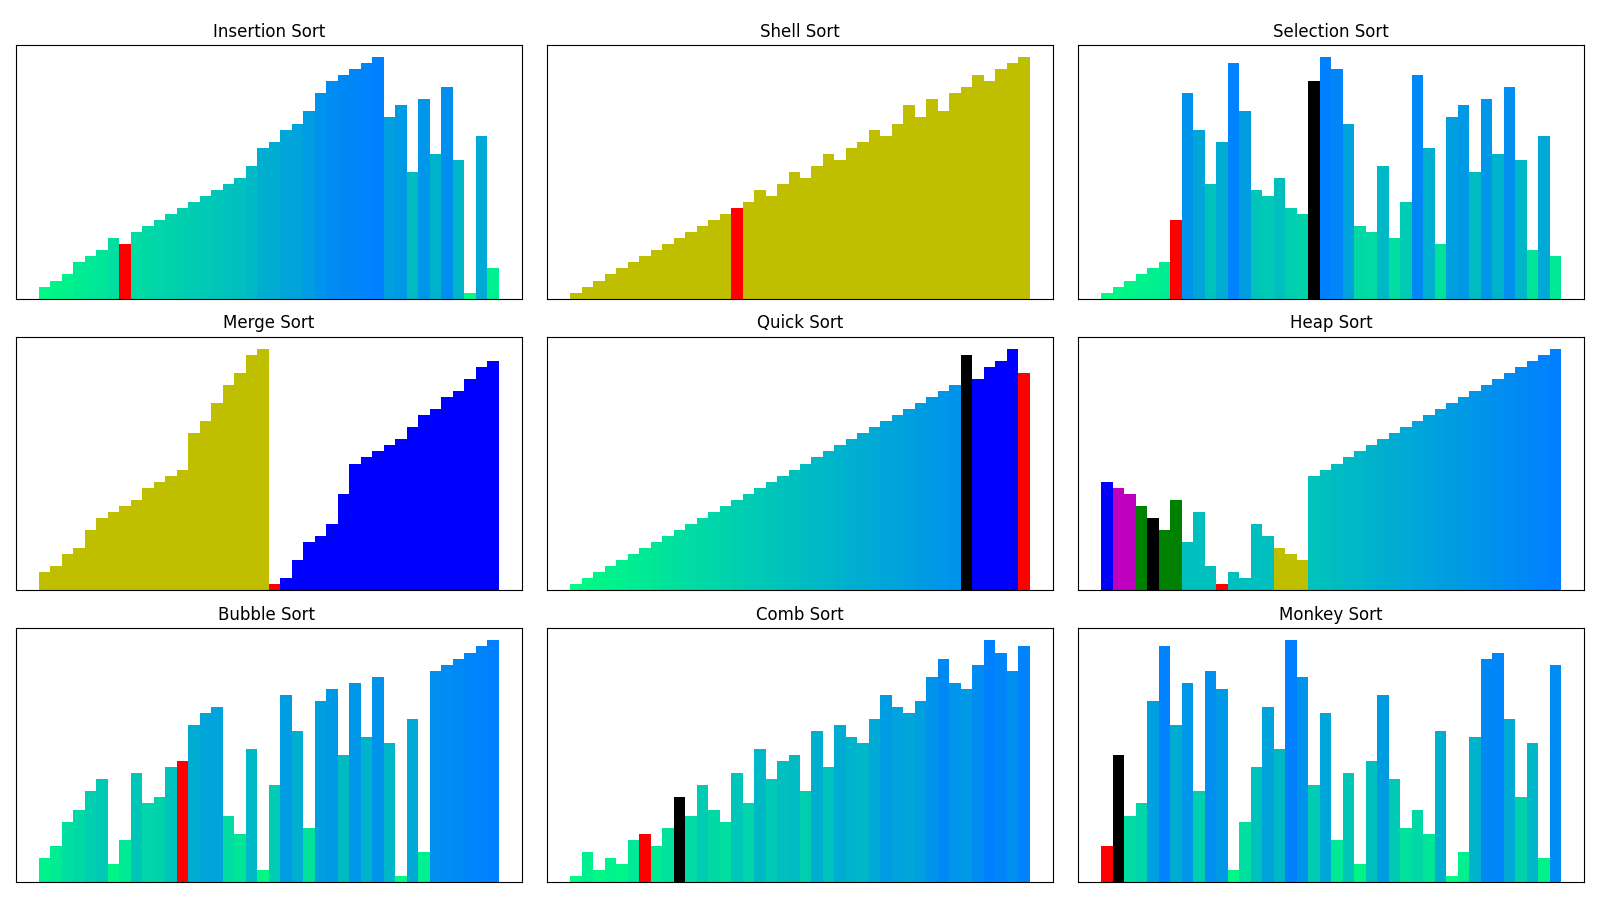 Insertion Sort
Shell Sort
Selection Sort
Merge Sort
Quick Sort
Heap Sort
Bubble Sort
Comb Sort
Monkey Sort